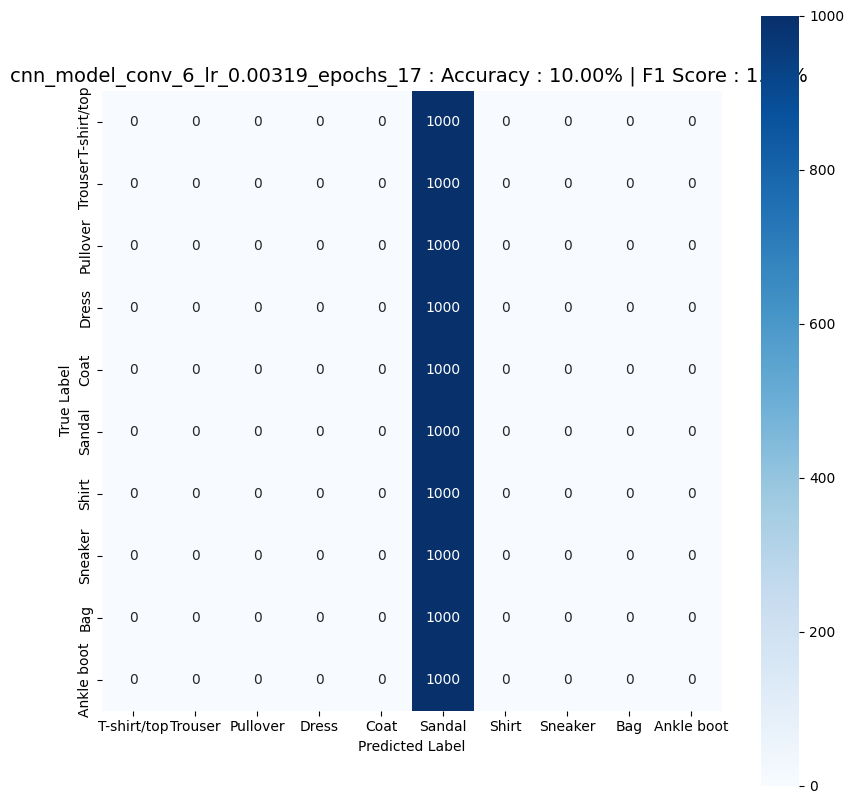 cnn_model_conv_6_lr_0.00319_epochs_17 : Accuracy : 10.00% | F1 Score :
True Label
T-shirt/top 0 0 0 0 0 1000 0 0 0 0
Trouser 0 0 0 0 0 1000 0 0 0 0
Pullover 0 0 0 0 0 1000 0 0 0 0
Dress 0 0 0 0 0 1000 0 0 0 0
Coat 0 0 0 0 0 1000 0 0 0 0
Sandal 0 0 0 0 0 1000 0 0 0 0
Shirt 0 0 0 0 0 1000 0 0 0 0
Sneaker 0 0 0 0 0 1000 0 0 0 0
Bag 0 0 0 0 0 1000 0 0 0 0
Ankle boot 0 0 0 0 0 1000 0 0 0 0
T-shirt/top Trouser Pullover Dress Coat Sandal Shirt Sneaker Bag Ankle boot
Predicted Label
1000
800
600
400
200
0